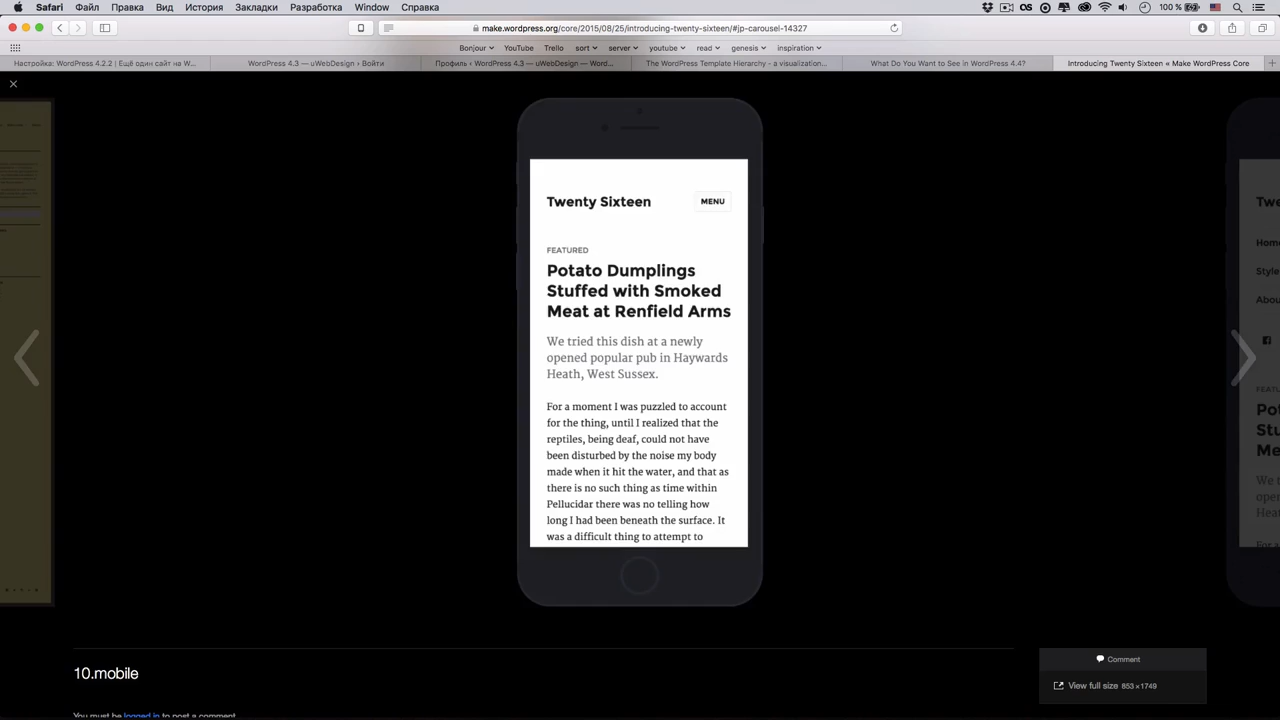 Safari Файл Правка Вид История Закладки Разработка Window Справка 100 %
make.wordpress.org/core/2015/08/25/introducing-twenty-sixteen/#jp-carousel-14327
Bonjour YouTube Trello sort server youtube read genesis inspiration
Настройка: WordPress 4.2.2 | Ещё один сайт на W... WordPress 4.3 — uWebDesign › Войти Профиль ‹ WordPress 4.3 — uWebDesign — Word... The WordPress Template Hierarchy - a visualization... What Do You Want to See in WordPress 4.4? Introducing Twenty Sixteen « Make WordPress Core
Twenty Sixteen MENU
FEATURED
Potato Dumplings
Stuffed with Smoked
Meat at Renfield Arms
We tried this dish at a newly
opened popular pub in Haywards
Heath, West Sussex.
For a moment I was puzzled to account
for the thing, until I realized that the
reptiles, being deaf, could not have
been disturbed by the noise my body
made when it hit the water, and that as
there is no such thing as time within
Pellucidar there was no telling how
long I had been beneath the surface. It
was a difficult thing to attempt to
10.mobile
Comment
View full size 853×1749
You must be logged in to post a comment.